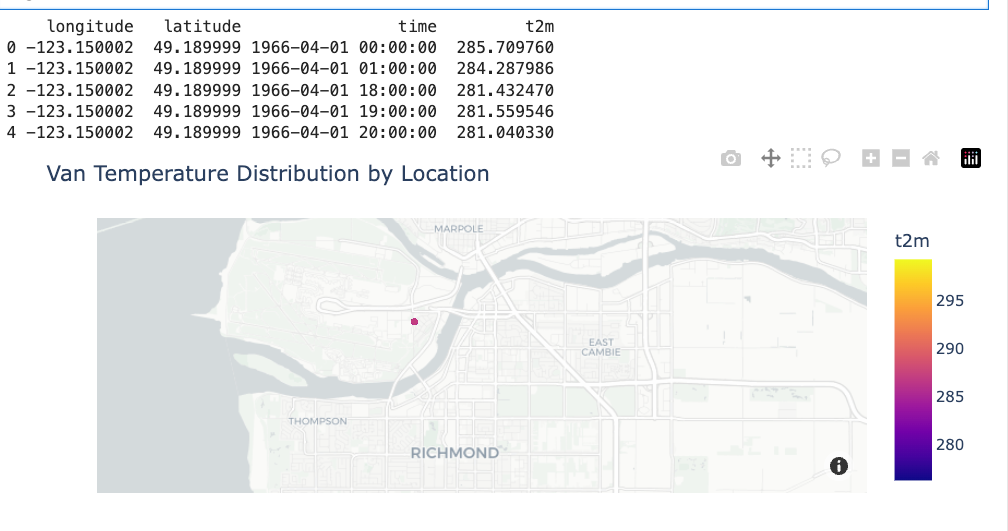 longitude latitude time t2m
0 -123.150002 49.189999 1966-04-01 00:00:00 285.709760
1 -123.150002 49.189999 1966-04-01 01:00:00 284.287986
2 -123.150002 49.189999 1966-04-01 18:00:00 281.432470
3 -123.150002 49.189999 1966-04-01 19:00:00 281.559546
4 -123.150002 49.189999 1966-04-01 20:00:00 281.040330
Van Temperature Distribution by Location
MARPOLE
t2m
295
EAST
CAMBIE
290
285
THOMPSON
RICHMOND
280